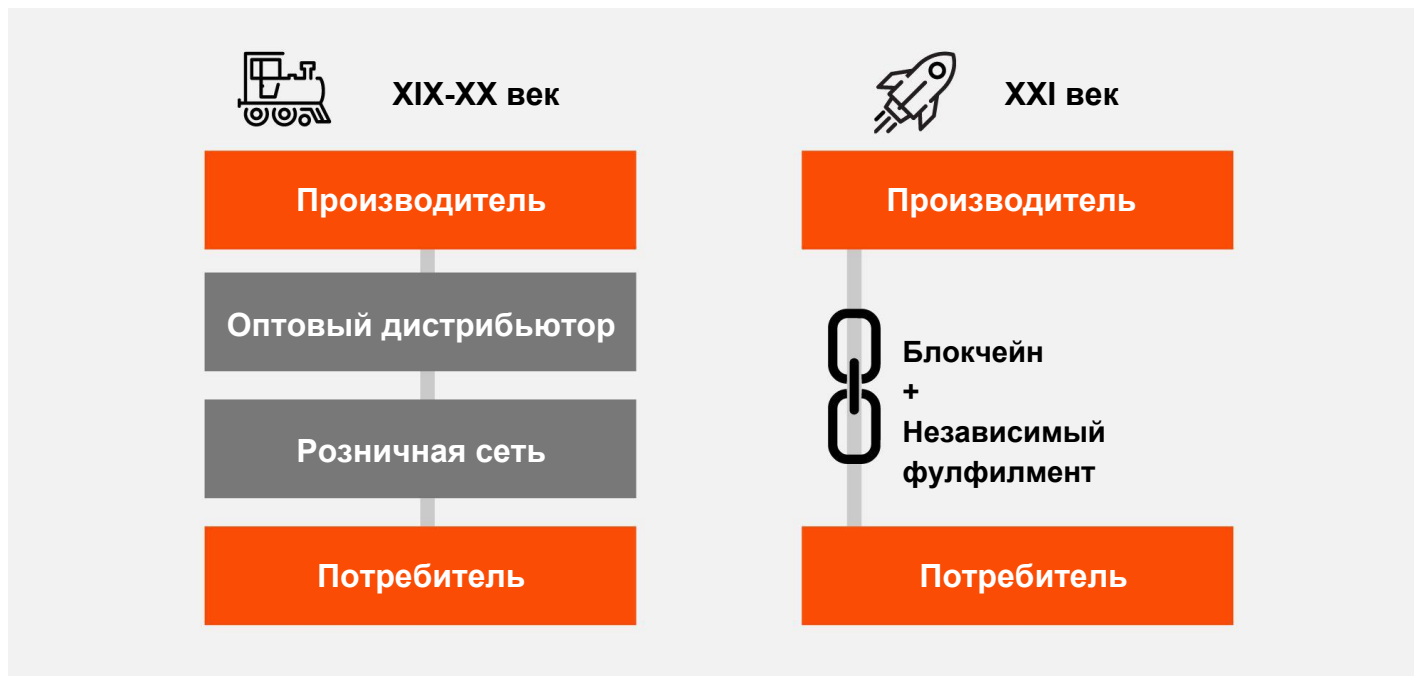 XIX-XX век
Производитель
Оптовый дистрибьютор
Розничная сеть
Потребитель
XXI век
Производитель
Блокчейн
+
Независимый
фулфилмент
Потребитель